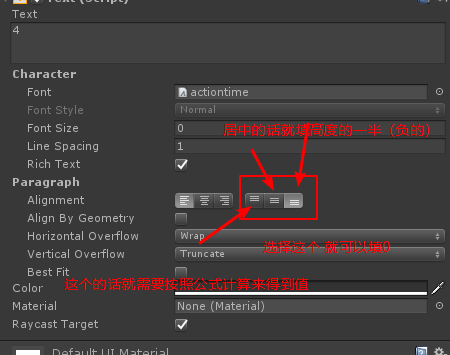 Text (Script)
Text
4
Character
Font actiontime
Font Style Normal
Font Size 0
居中的话就填高度的一半 (负的)
Line Spacing 1
Rich Text
Paragraph
Alignment
Align By Geometry
Horizontal Overflow Wrap
选择这个 就可以填0
Vertical Overflow Truncate
Best Fit
这个的话就需要按照公式计算来得到值
Color
Material None (Material)
Raycast Target
Default UI Material